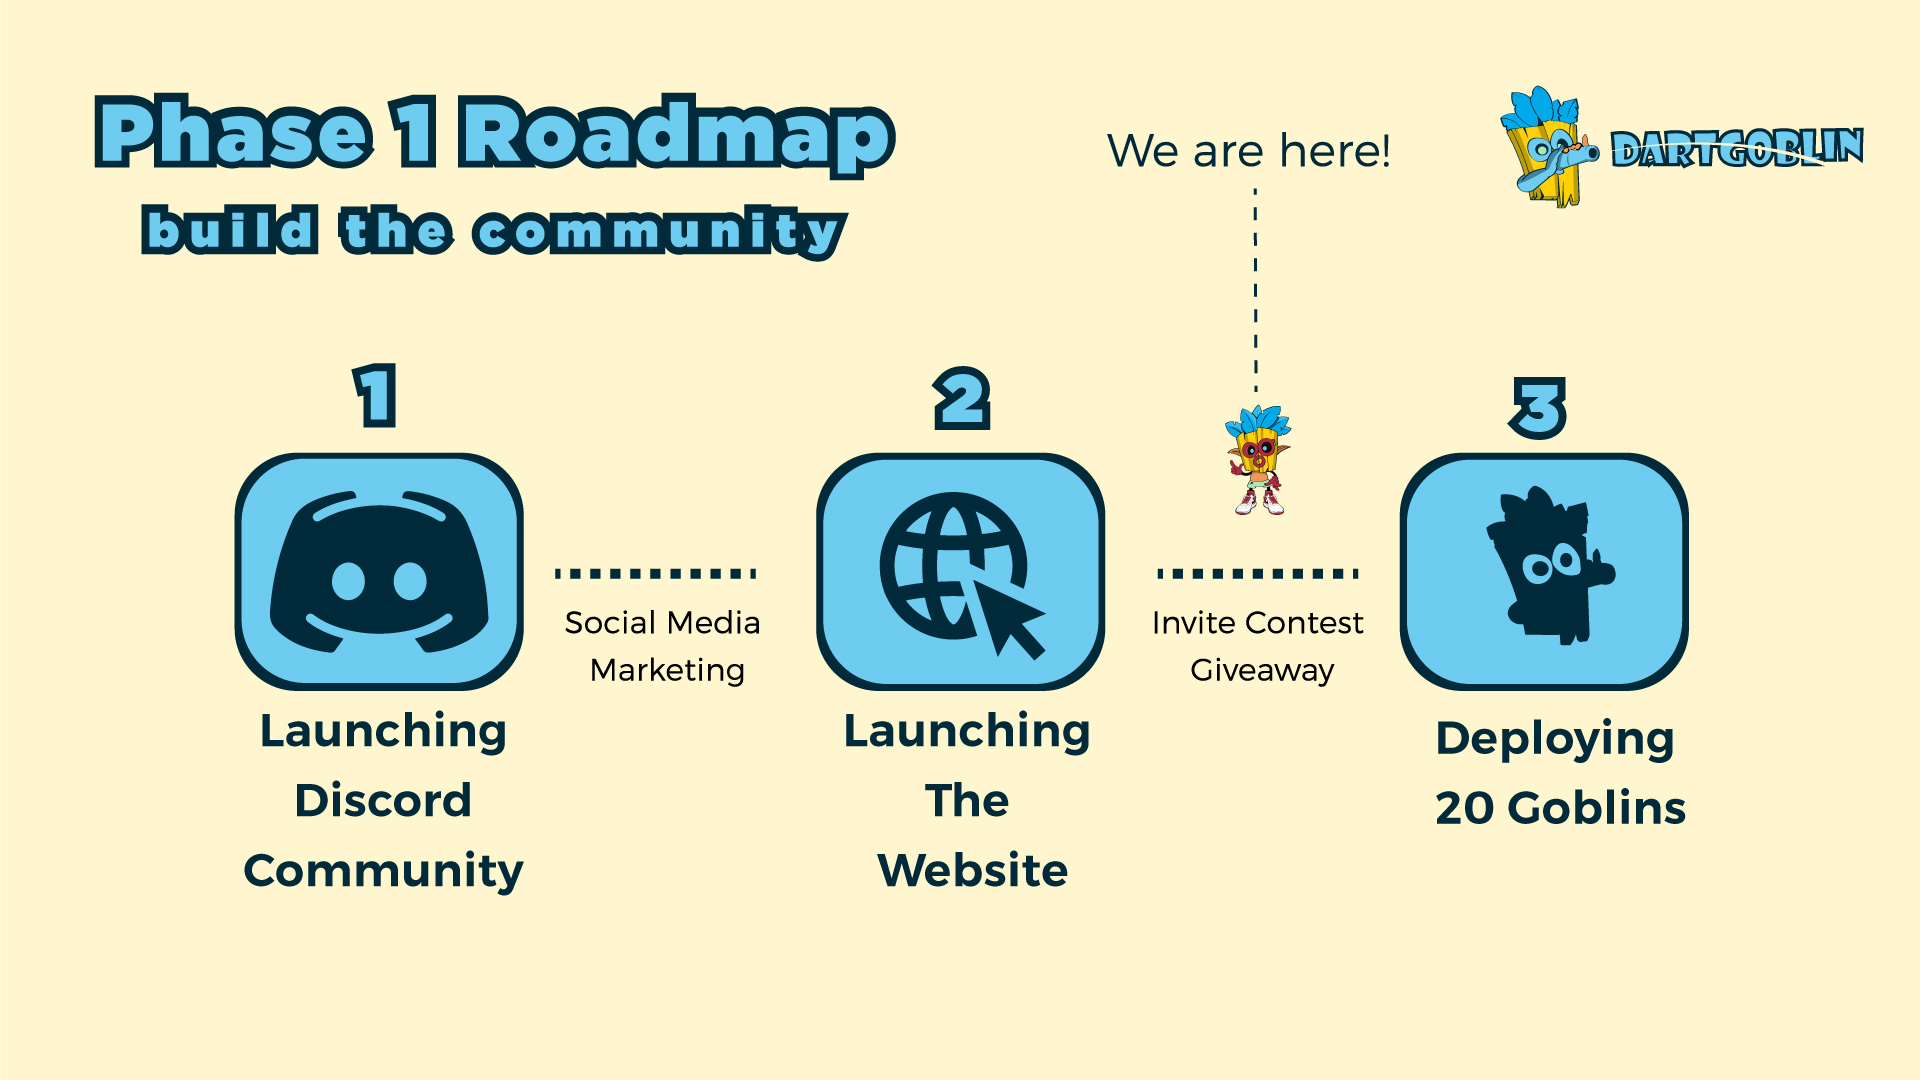 Phase 1 Roadmap
build the community
We are here!
DARTGOBLIN
1
2
3
Social Media
Marketing
Invite Contest
Giveaway
Launching
Discord
Community
Launching
The
Website
Deploying
20 Goblins